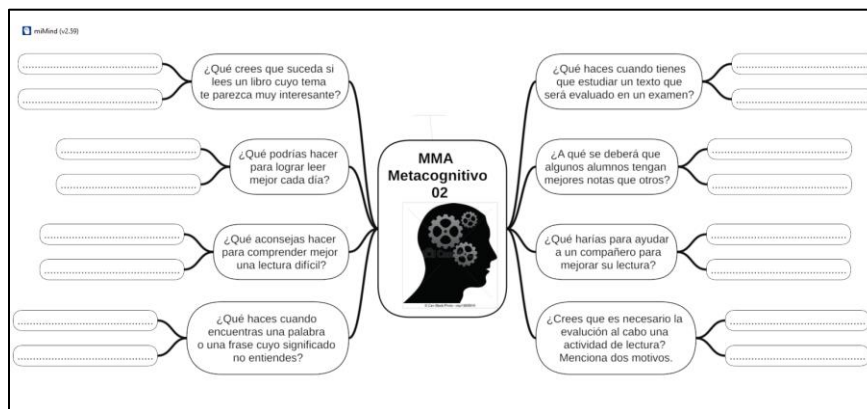 miMind (v2.39)
¿Qué crees que suceda si
lees un libro cuyo tema
te parezca muy interesante?
¿Qué podrías hacer
para lograr leer
mejor cada día?
¿Qué aconsejas hacer
para comprender mejor
una lectura difícil?
¿Qué haces cuando
encuentras una palabra
o una frase cuyo significado
no entiendes?
MMA
Metacognitivo
02
¿Qué haces cuando tienes
que estudiar un texto que
será evaluado en un examen?
¿A qué se deberá que
algunos alumnos tengan
mejores notas que otros?
¿Qué harías para ayudar
a un compañero para
mejorar su lectura?
¿Crees que es necesario la
evalución al cabo una
actividad de lectura?
Menciona dos motivos.